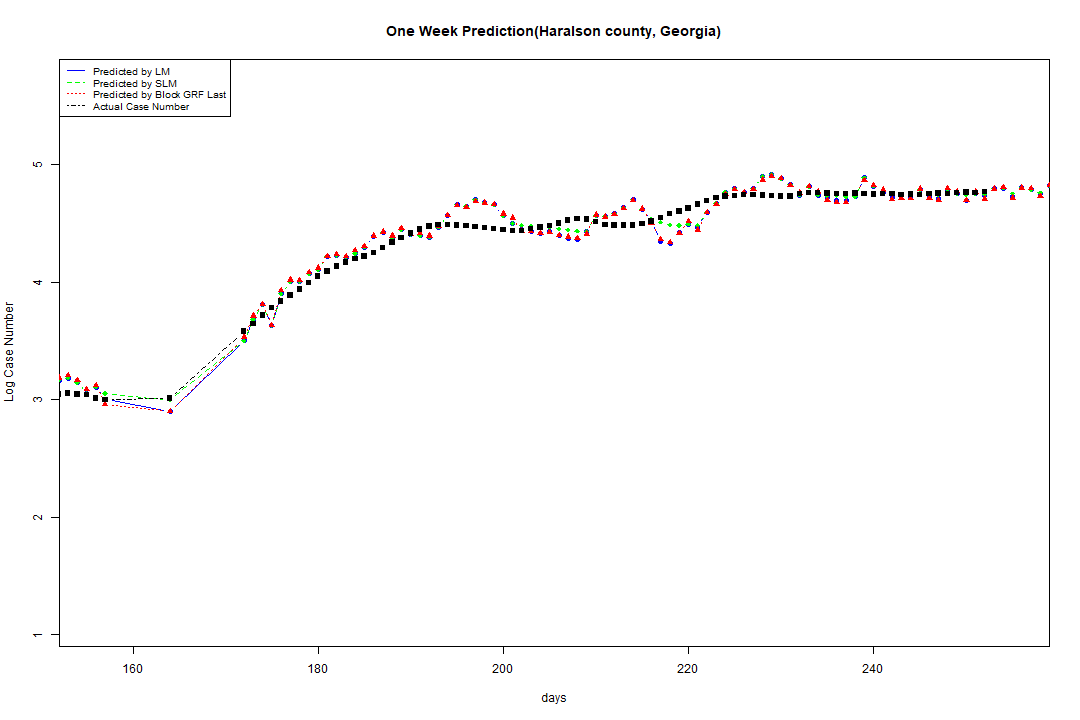 One Week Prediction(Haralson county, Georgia)
Predicted by LM
Predicted by SLM
Predicted by Block GRF Last
Actual Case Number
5
4
3
2
1
Log Case Number
160 180 200 220 240
days